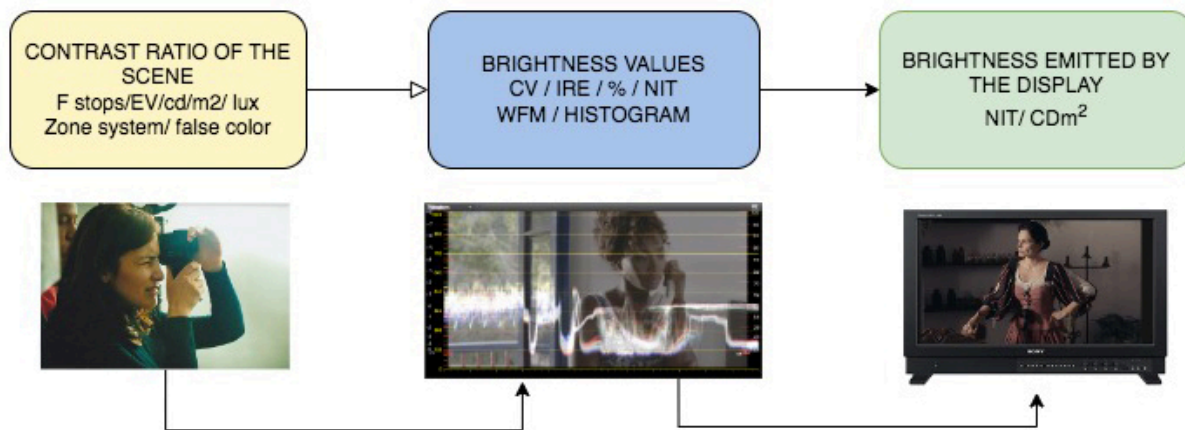 CONTRAST RATIO OF THE
SCENE
F stops/EV/cd/m2/ lux
Zone system/ false color
BRIGHTNESS VALUES
CV / IRE / % / NIT
WFM / HISTOGRAM
BRIGHTNESS EMITTED BY
THE DISPLAY
NIT/ CDm²
SONY